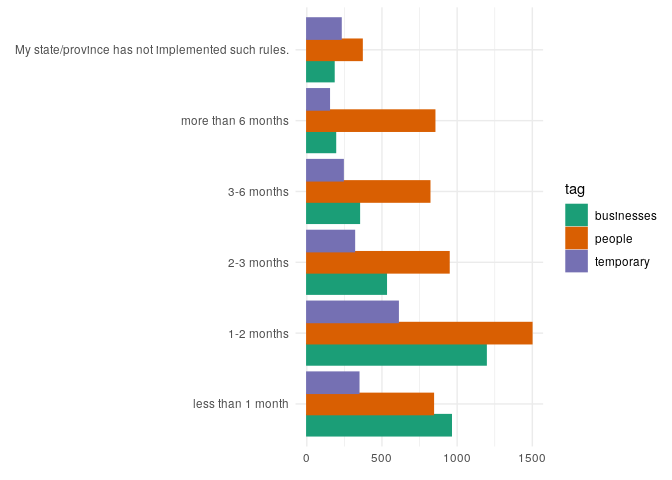 My state/province has not implemented such rules.
more than 6 months
3-6 months
2-3 months
1-2 months
less than 1 month
0 500 1000 1500
tag
businesses
people
temporary